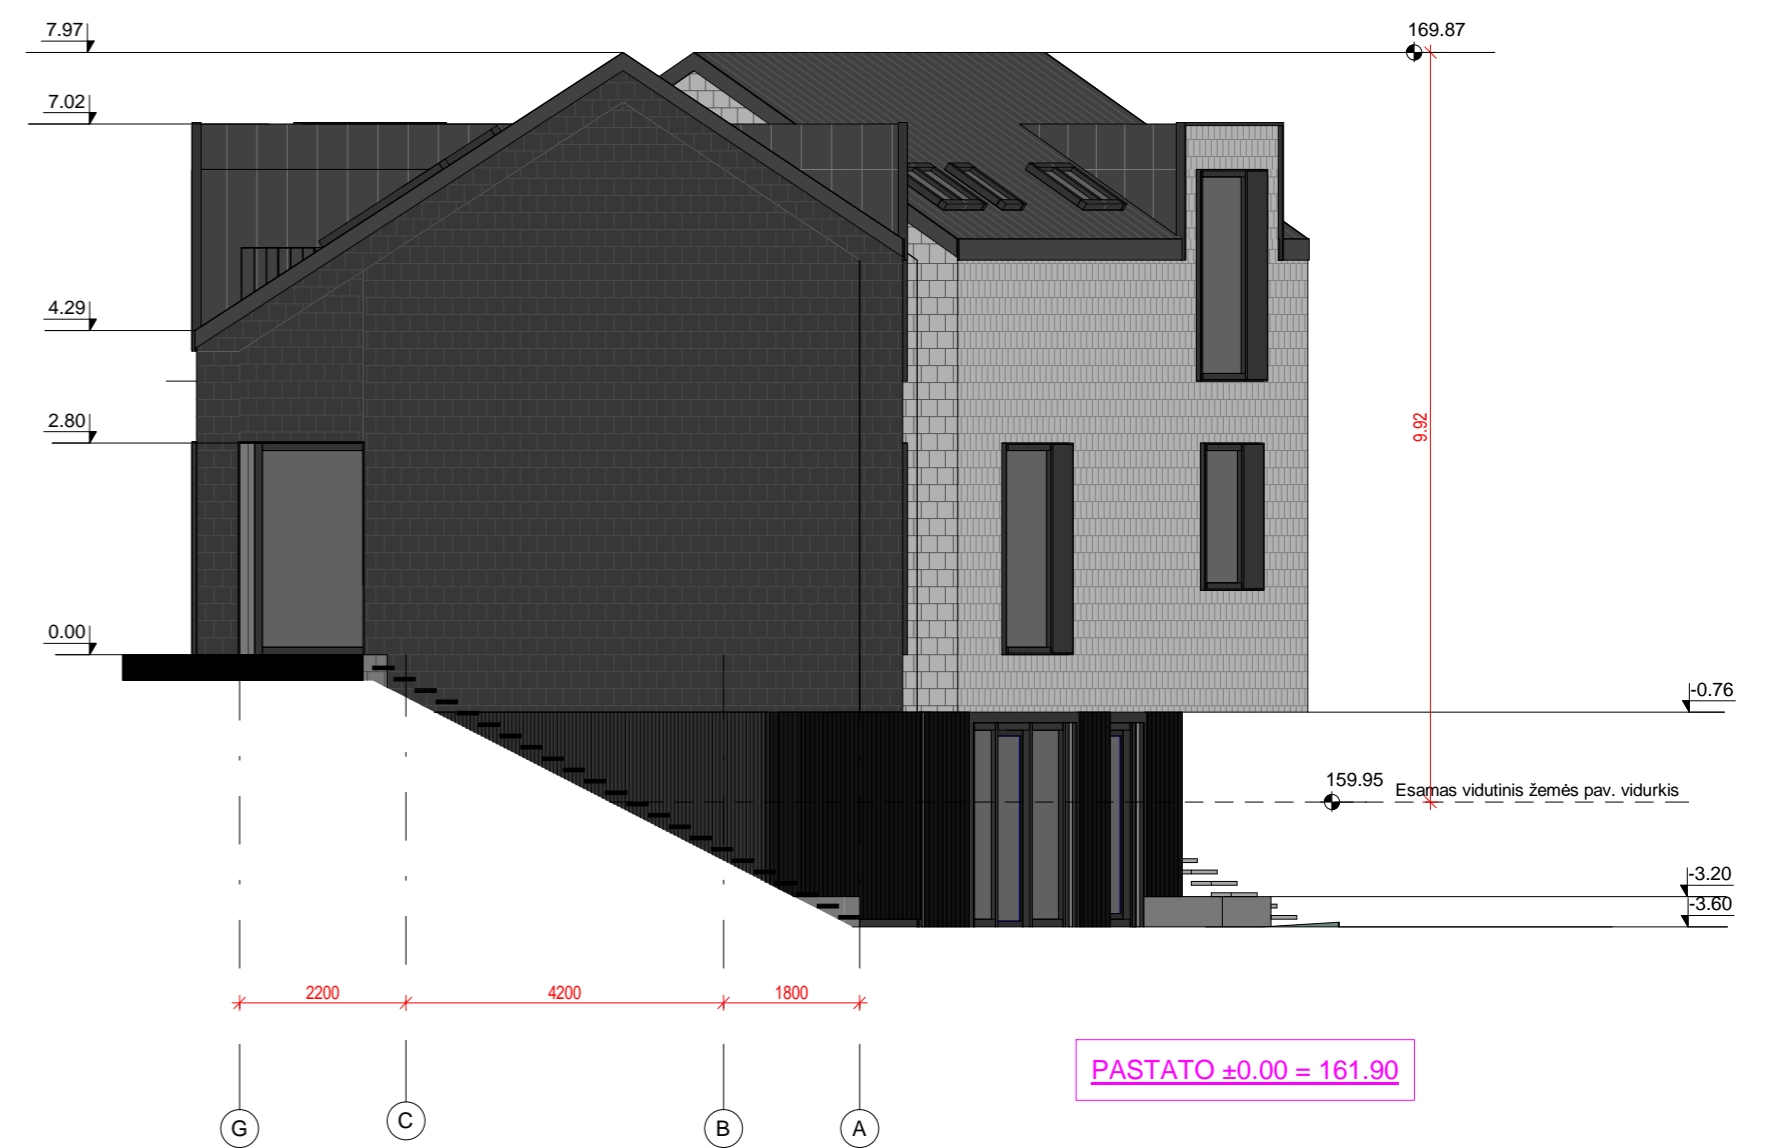 7.97
169.87
7.02
4.29
2.80
9.92
0.00
-0.76
159.95
Esamas vidutinis žemės pav. vidurkis
-3.20
-3.60
2200
4200
1800
PASTATO ±0.00 = 161.90
G
C
B
A